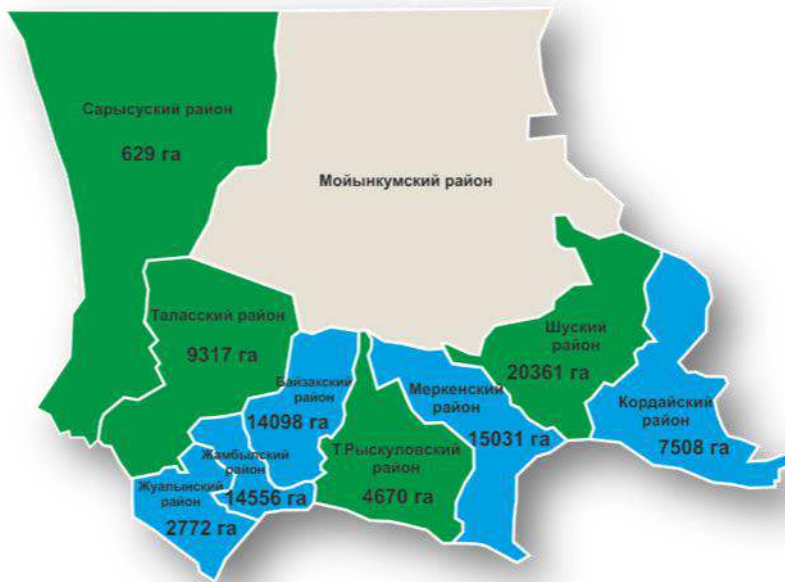 Сарысуский район
629 га
Мойынкумский район
Таласский район
9317 га
Шуский
район
20361 га
Байзакский
район
14098 га
Меркенский
район
15031 га
Кордайский
район
7508 га
Жамбылский
район
14556 га
Т.Рыскуловский
район
4670 га
Жуалынский
район
2772 га